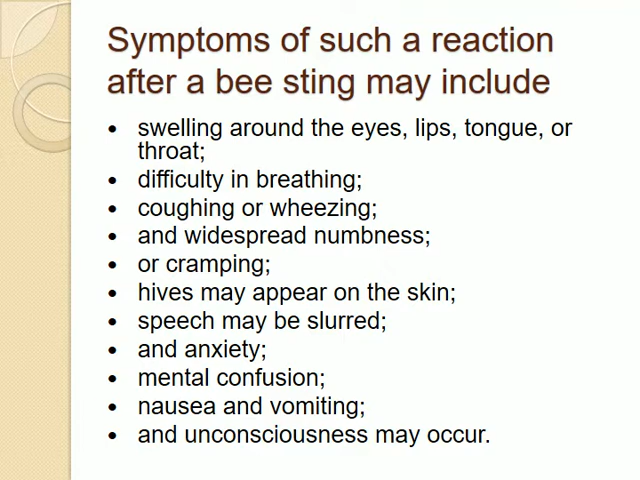 Symptoms of such a reaction
after a bee sting may include
• swelling around the eyes, lips, tongue, or
throat;
• difficulty in breathing;
• coughing or wheezing;
• and widespread numbness;
• or cramping;
• hives may appear on the skin;
• speech may be slurred;
• and anxiety;
• mental confusion;
• nausea and vomiting;
• and unconsciousness may occur.